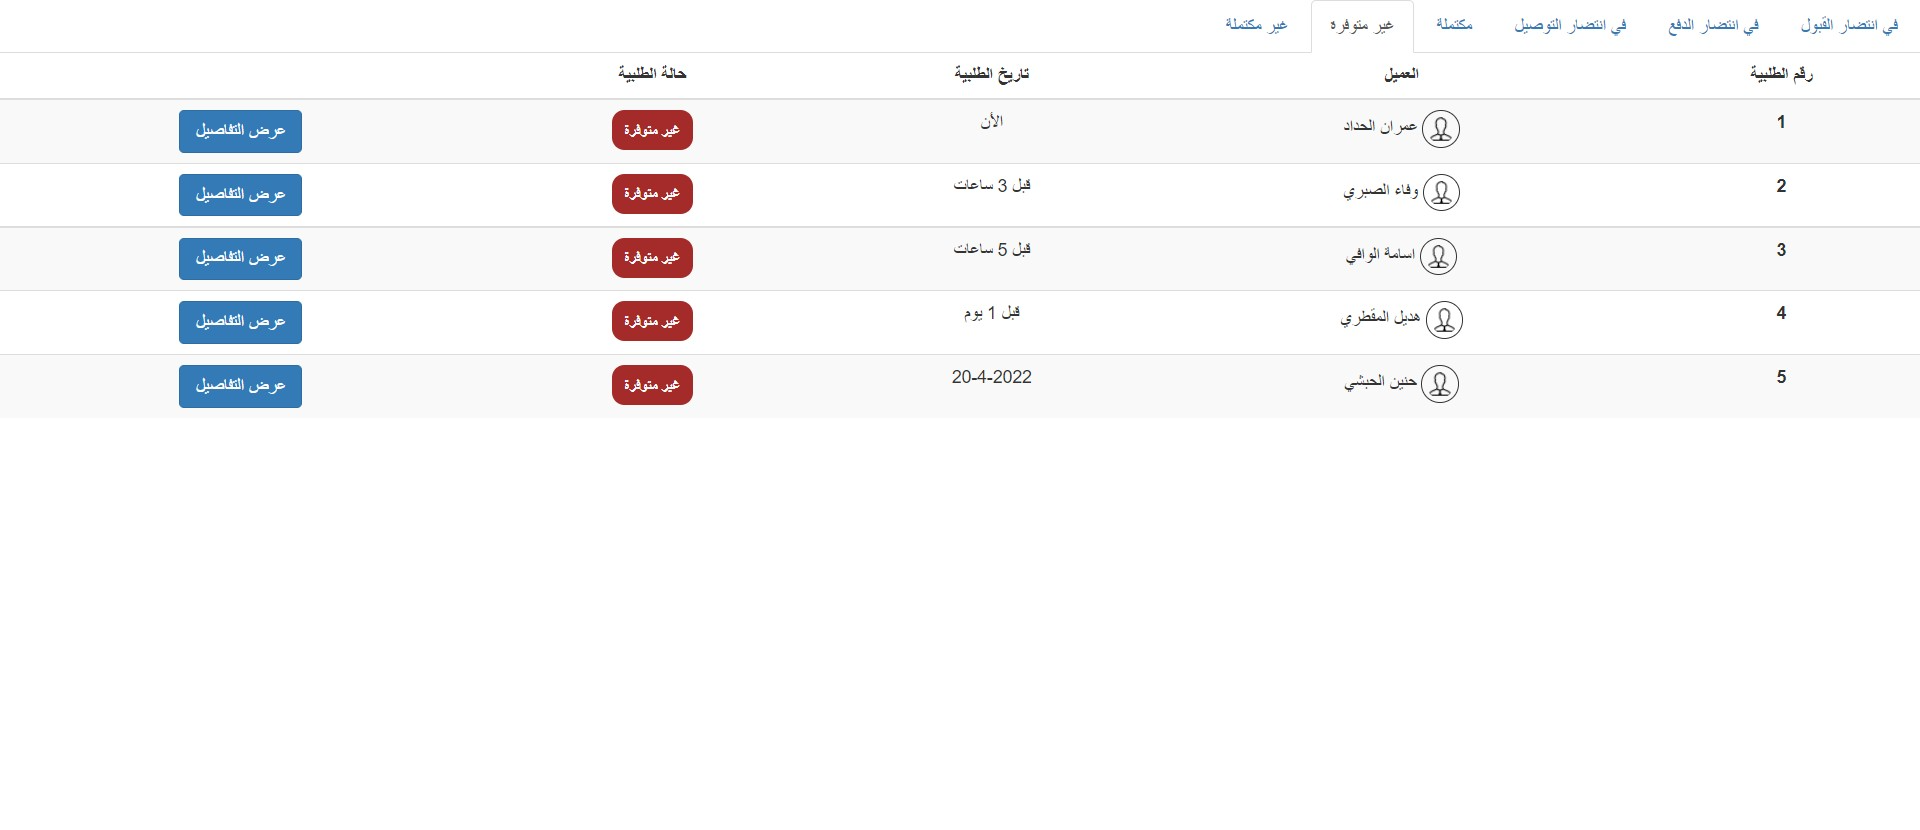 في انتضار القبول في انتضار الدفع في انتضار التوصيل مكتملة غير متوفرة غير مكتملة
رقم الطلبية العميل تاريخ الطلبية حالة الطلبية
1 عمران الحداد الأن غير متوفرة عرض التفاصيل
2 وفاء الصبري قبل 3 ساعات غير متوفرة عرض التفاصيل
3 اسامة الوافي قبل 5 ساعات غير متوفرة عرض التفاصيل
4 هديل المقطري قبل 1 يوم غير متوفرة عرض التفاصيل
5 حنين الحبشي 20-4-2022 غير متوفرة عرض التفاصيل